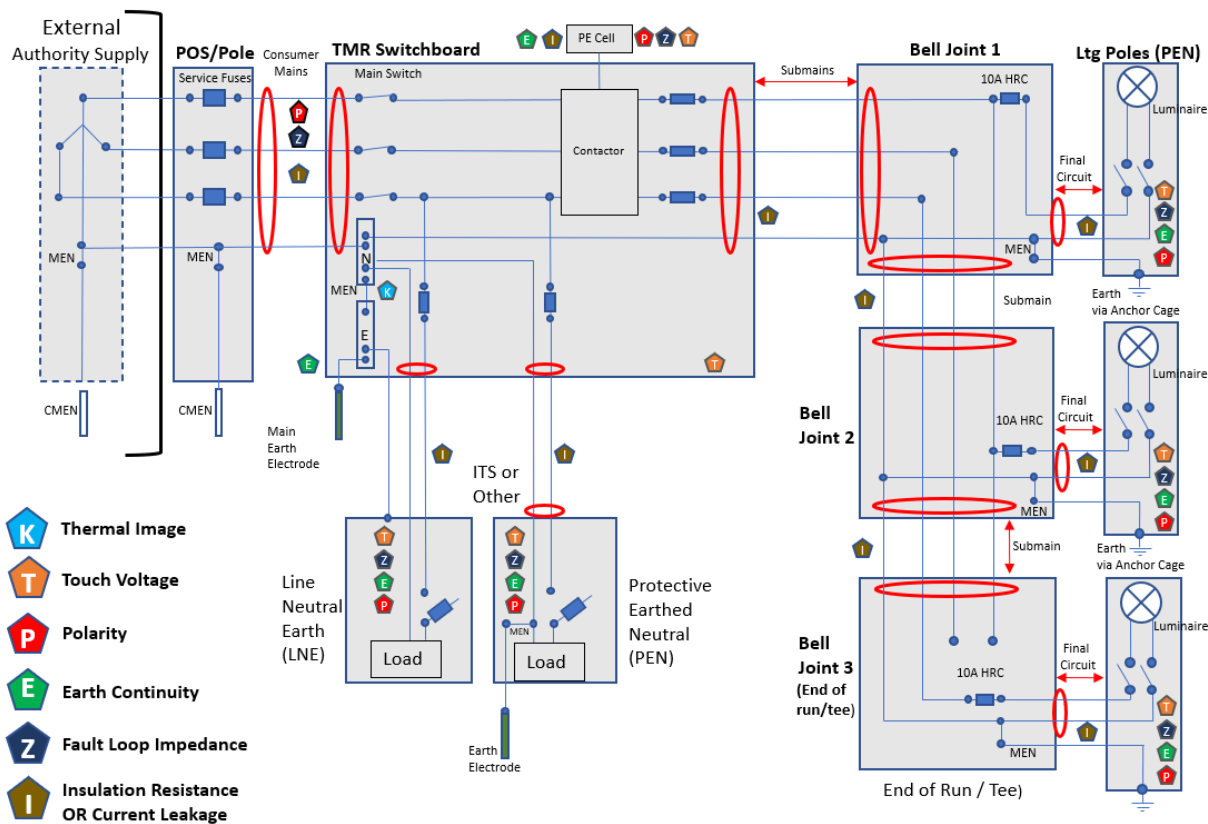 External
Authority Supply
POS/Pole
Service Fuses
Consumer
Mains
TMR Switchboard
Main Switch
E
I
PE Cell
P
Z
T
Submains
Bell Joint 1
10A HRC
Ltg Poles (PEN)
Luminaire
P
Z
I
Contactor
Final
Circuit
T
Z
E
P
I
I
MEN
MEN
MEN
N
MEN
K
E
E
T
MEN
I
Submain
Earth
via Anchor Cage
CMEN
CMEN
Main
Earth
Electrode
Bell
Joint 2
10A HRC
Final
Circuit
Luminaire
T
Z
E
P
I
MEN
Earth
via Anchor Cage
I
I
ITS or
Other
I
Submain
T
Z
E
P
Line
Neutral
Earth
(LNE)
Load
T
Z
E
P
MEN
Load
Protective
Earthed
Neutral
(PEN)
Earth
Electrode
Bell
Joint 3
(End of
run/tee)
10A HRC
Final
Circuit
Luminaire
T
Z
E
P
I
MEN
End of Run / Tee)
K Thermal Image
T Touch Voltage
P Polarity
E Earth Continuity
Z Fault Loop Impedance
I Insulation Resistance
OR Current Leakage